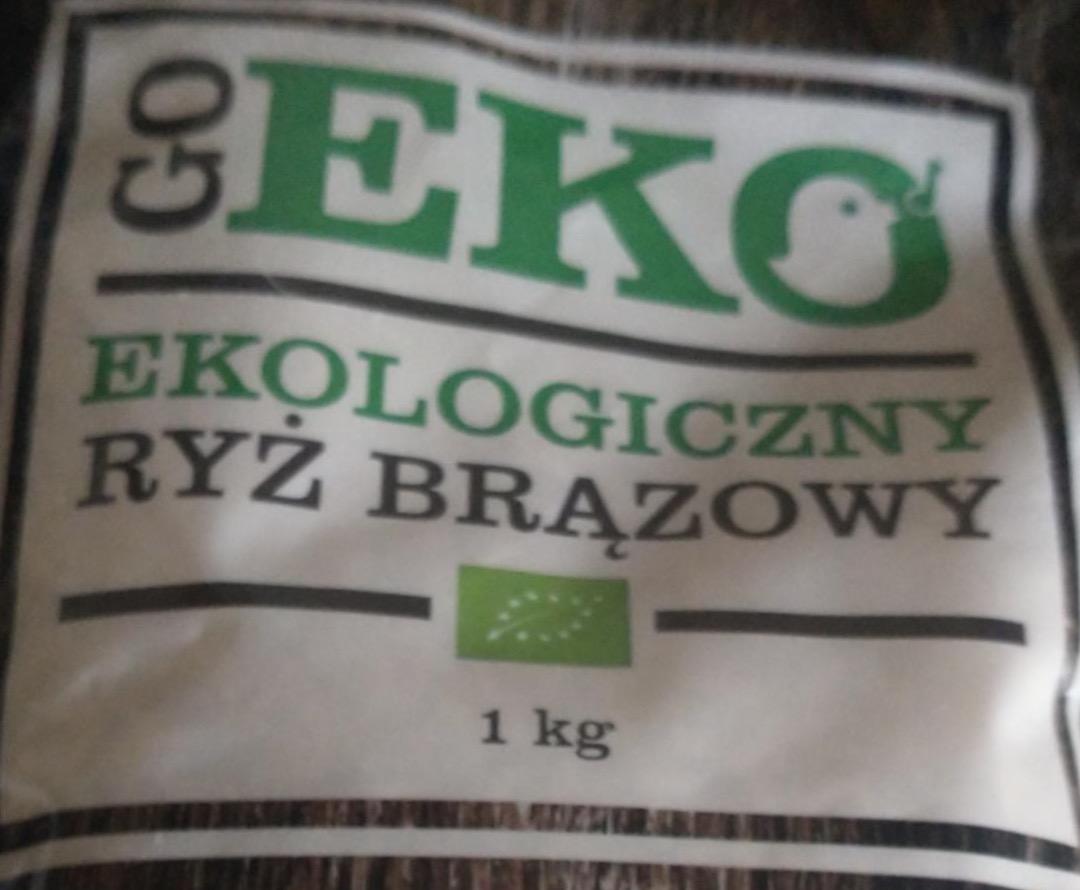 GO EKO
EKOLOGICZNY
RYŻ BRĄZOWY
1 kg